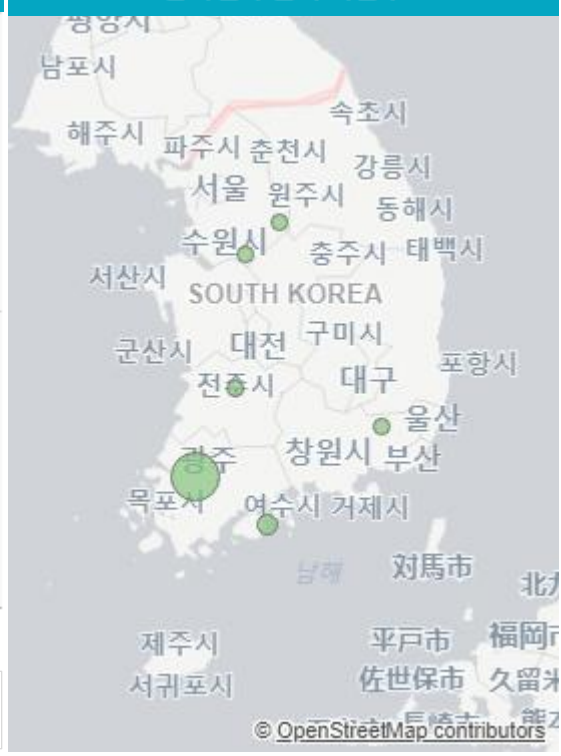 남포시
속초시
해주시
파주시 춘천시
강릉시
서울 원주시
동해시
수원시
충주시 태백시
서산시
SOUTH KOREA
구미시
군산시 대전
포항시
전주시 대구
울산
창원시 부산
광주
목포시 여수시 거제시
남해
対馬市
제주시 平戸市
서귀포시 佐世保市
© OpenStreetMap contributors